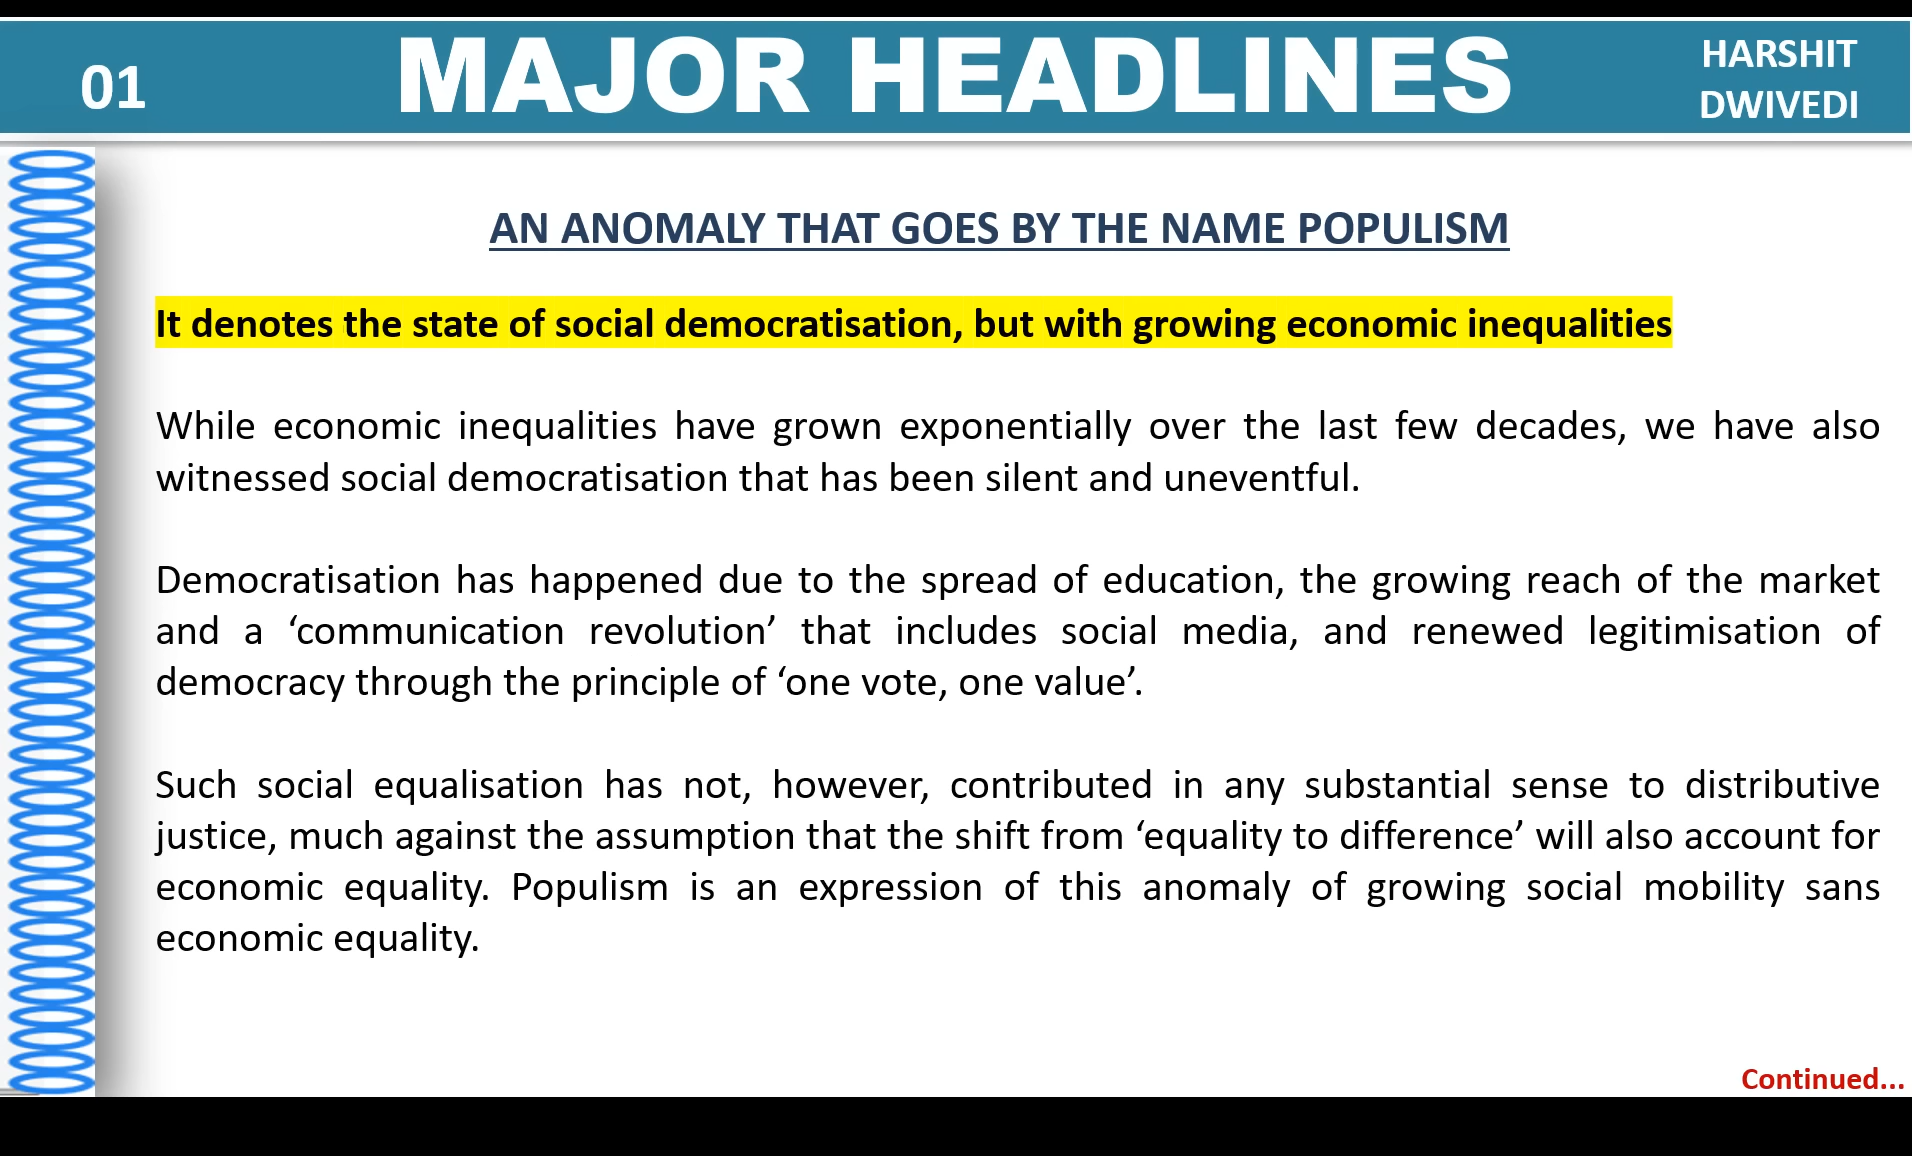 01
MAJOR HEADLINES
HARSHIT
DWIVEDI
AN ANOMALY THAT GOES BY THE NAME POPULISM
It denotes the state of social democratisation, but with growing economic inequalities
While economic inequalities have grown exponentially over the last few decades, we have also
witnessed social democratisation that has been silent and uneventful.
Democratisation has happened due to the spread of education, the growing reach of the market
and a ‘communication revolution’ that includes social media, and renewed legitimisation of
democracy through the principle of ‘one vote, one value’.
Such social equalisation has not, however, contributed in any substantial sense to distributive
justice, much against the assumption that the shift from ‘equality to difference’ will also account for
economic equality. Populism is an expression of this anomaly of growing social mobility sans
economic equality.
Continued...